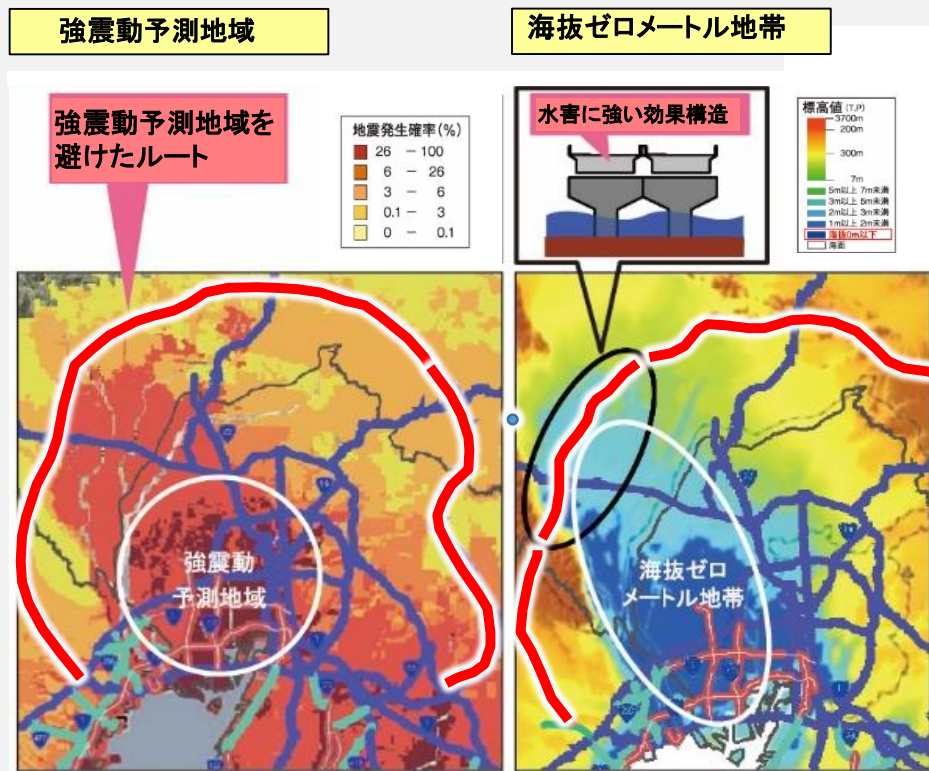 強震動予測地域
海抜ゼロメートル地帯
強震動予測地域を
避けたルート
地震発生確率(%)
26 － 100
6 － 26
3 － 6
0.1 － 3
0 － 0.1
水害に強い効果構造
標高値 (T.P)
3700m
200m
300m
7m
5m以上 7m未満
3m以上 5m未満
2m以上 3m未満
1m以上 2m未満
海抜0m以下
海面
強震動
予測地域
海抜ゼロ
メートル地帯